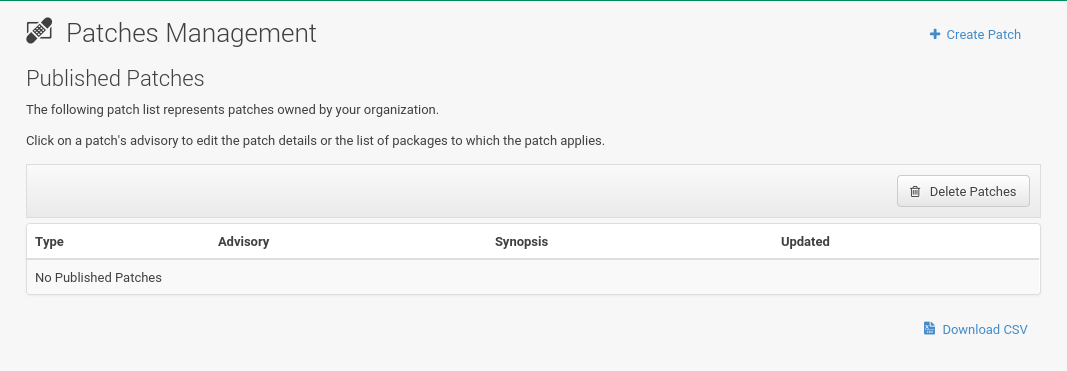 Patches Management
Create Patch
Published Patches
The following patch list represents patches owned by your organization.
Click on a patch's advisory to edit the patch details or the list of packages to which the patch applies.
Delete Patches
Type Advisory Synopsis Updated
No Published Patches
Download CSV